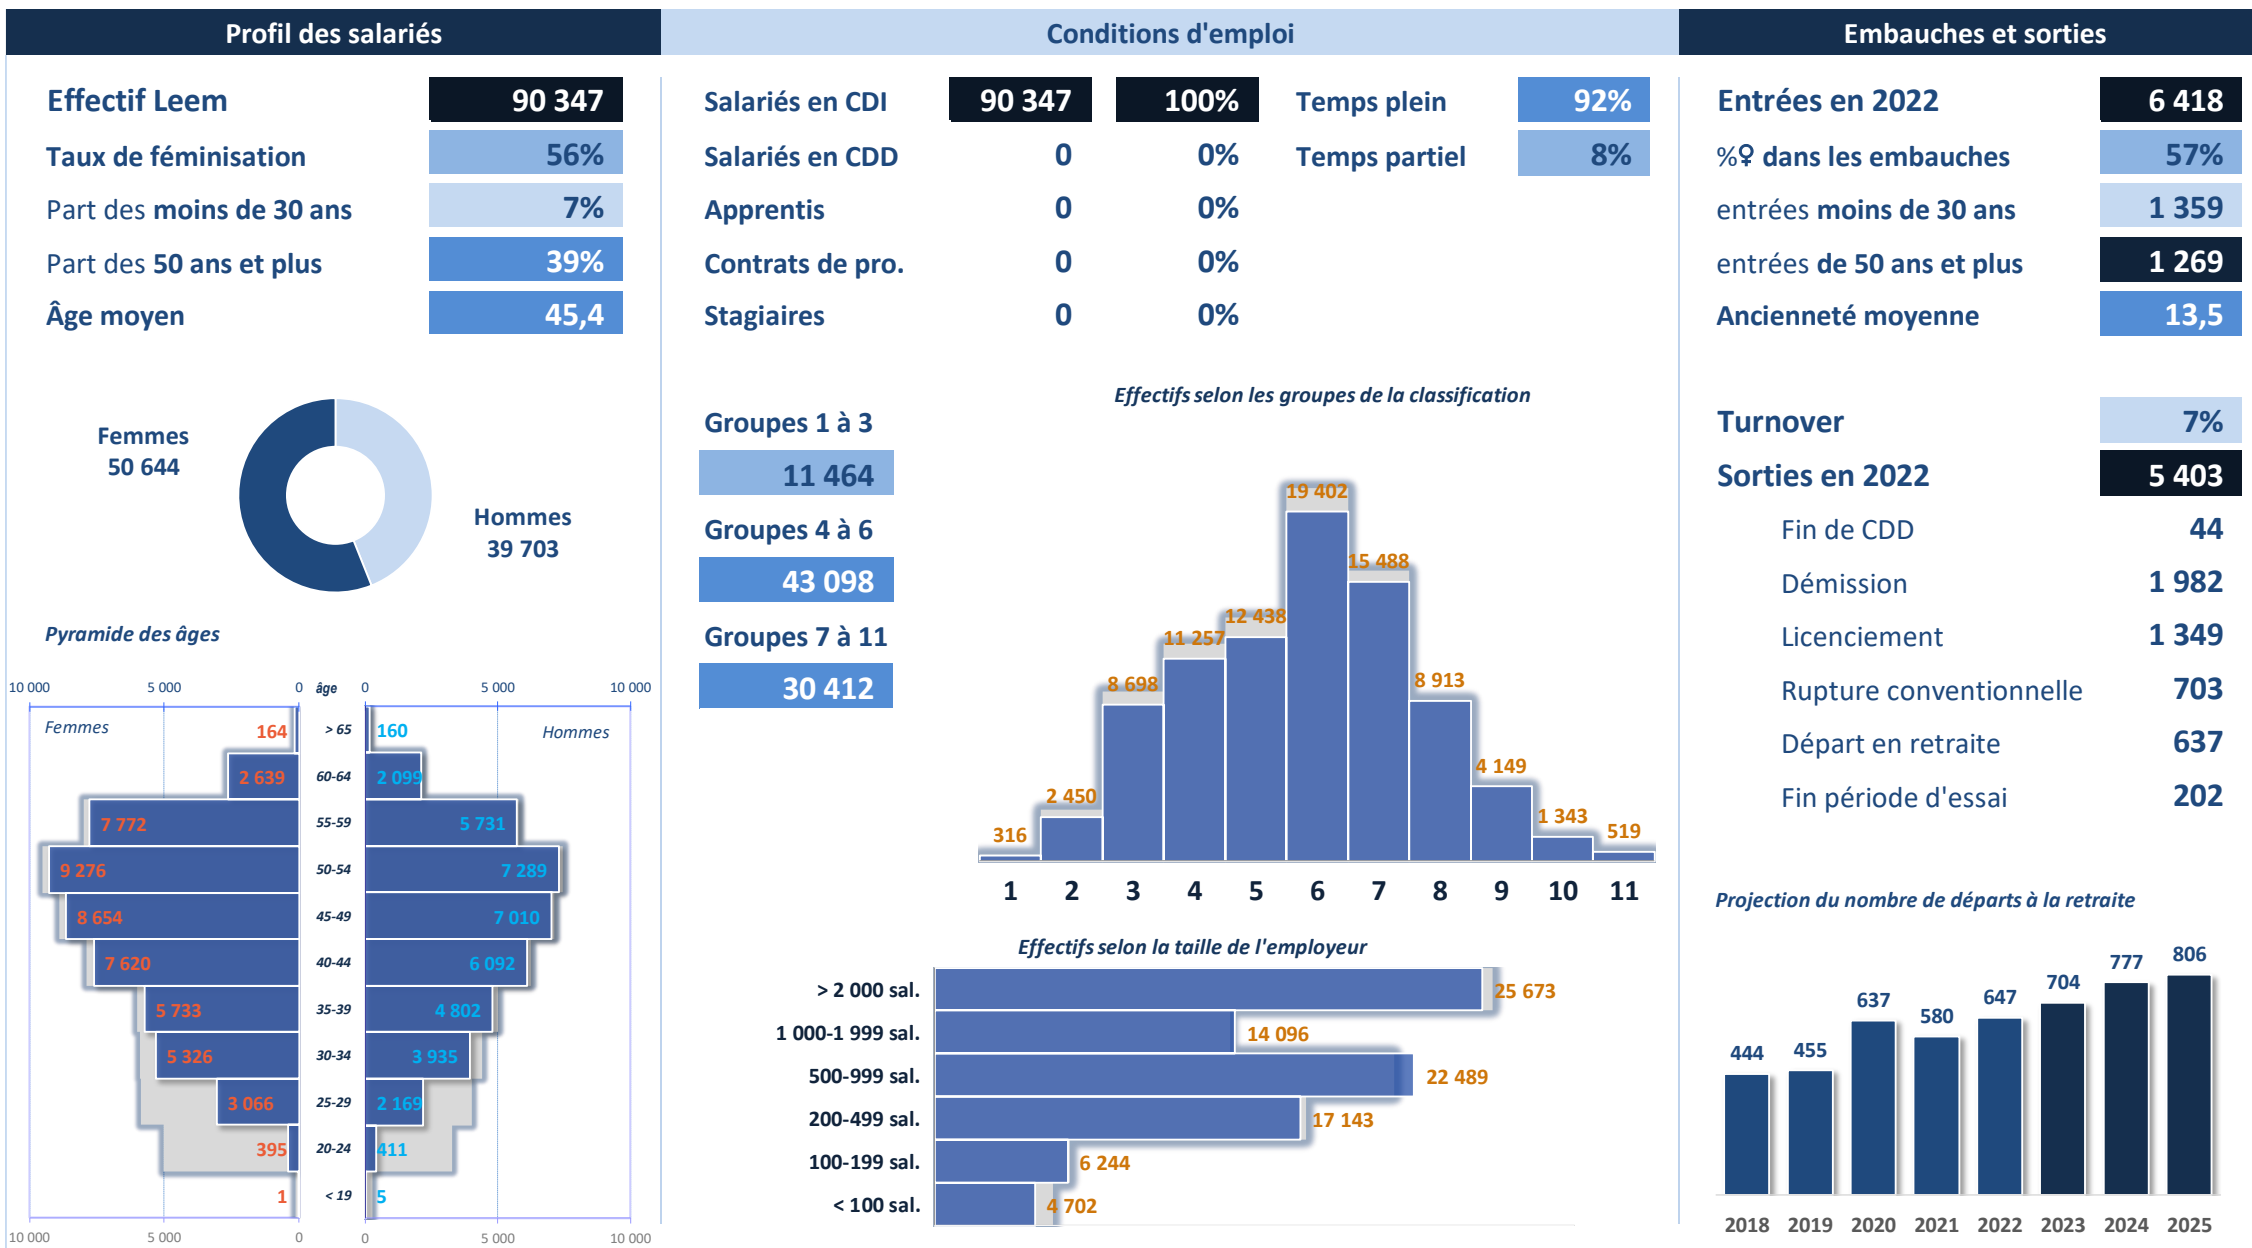 Profil des salariés
Effectif Leem 90 347
Taux de féminisation 56%
Part des moins de 30 ans 7%
Part des 50 ans et plus 39%
Âge moyen 45,4
Femmes
50 644
Hommes
39 703
Pyramide des âges
10 000 5 000 0 âge 0 5 000 10 000
Femmes Hommes
164 > 65 160
2 639 60-64 2 099
7 772 55-59 5 731
9 276 50-54 7 289
8 654 45-49 7 010
7 620 40-44 6 092
5 733 35-39 4 802
5 326 30-34 3 935
3 066 25-29 2 169
395 20-24 411
1 < 19 5
10 000 5 000 0 0 5 000 10 000
Conditions d'emploi
Salariés en CDI 90 347 100% Temps plein 92%
Salariés en CDD 0 0% Temps partiel 8%
Apprentis 0 0%
Contrats de pro. 0 0%
Stagiaires 0 0%
Groupes 1 à 3
11 464
Groupes 4 à 6
43 098
Groupes 7 à 11
30 412
Effectifs selon les groupes de la classification
316 2 450 8 698 11 257 12 438 19 402 15 488 8 913 4 149 1 343 519
1 2 3 4 5 6 7 8 9 10 11
Effectifs selon la taille de l'employeur
> 2 000 sal. 25 673
1 000-1 999 sal. 14 096
500-999 sal. 22 489
200-499 sal. 17 143
100-199 sal. 6 244
< 100 sal. 4 702
Embauches et sorties
Entrées en 2022 6 418
%♀ dans les embauches 57%
entrées moins de 30 ans 1 359
entrées de 50 ans et plus 1 269
Ancienneté moyenne 13,5
Turnover 7%
Sorties en 2022 5 403
Fin de CDD 44
Démission 1 982
Licenciement 1 349
Rupture conventionnelle 703
Départ en retraite 637
Fin période d'essai 202
Projection du nombre de départs à la retraite
444 455 637 580 647 704 777 806
2018 2019 2020 2021 2022 2023 2024 2025